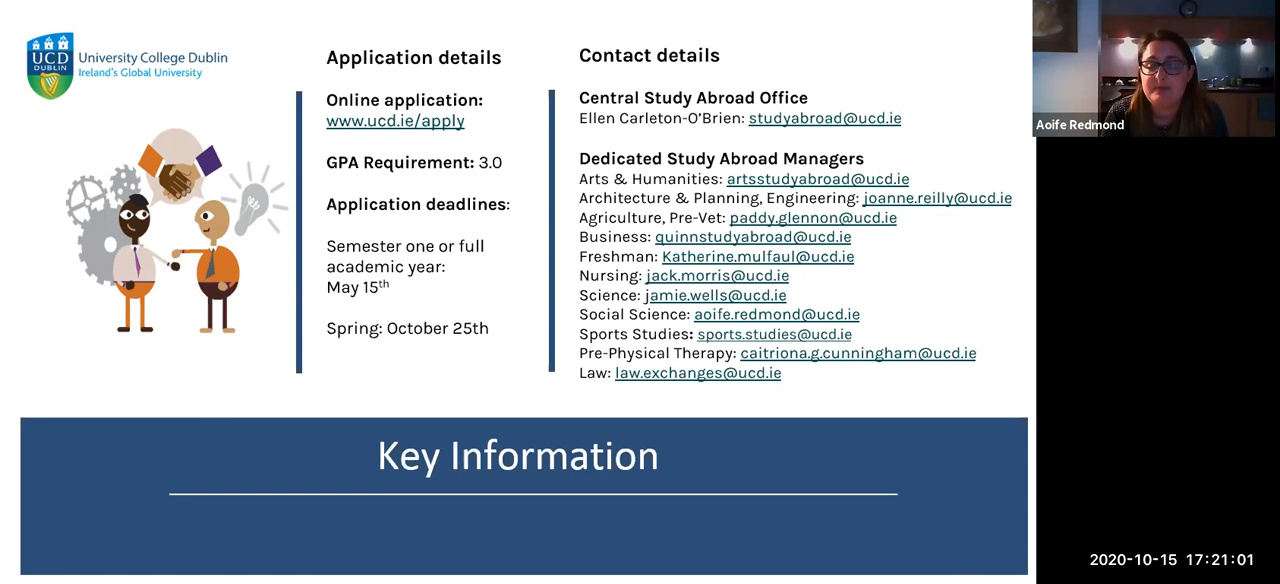 UCD
DUBLIN
University College Dublin
Ireland's Global University
Application details
Online application:
www.ucd.ie/apply
GPA Requirement: 3.0
Application deadlines:
Semester one or full
academic year:
May 15th
Spring: October 25th
Contact details
Central Study Abroad Office
Ellen Carleton-O'Brien: studyabroad@ucd.ie
Dedicated Study Abroad Managers
Arts & Humanities: artsstudyabroad@ucd.ie
Architecture & Planning, Engineering: joanne.reilly@ucd.ie
Agriculture, Pre-Vet: paddy.glennon@ucd.ie
Business: quinnstudyabroad@ucd.ie
Freshman: Katherine.mulfaul@ucd.ie
Nursing: jack.morris@ucd.ie
Science: jamie.wells@ucd.ie
Social Science: aoife.redmond@ucd.ie
Sports Studies: sports.studies@ucd.ie
Pre-Physical Therapy: caitriona.g.cunningham@ucd.ie
Law: law.exchanges@ucd.ie
Key Information
Aoife Redmond
2020-10-15 17:21:01